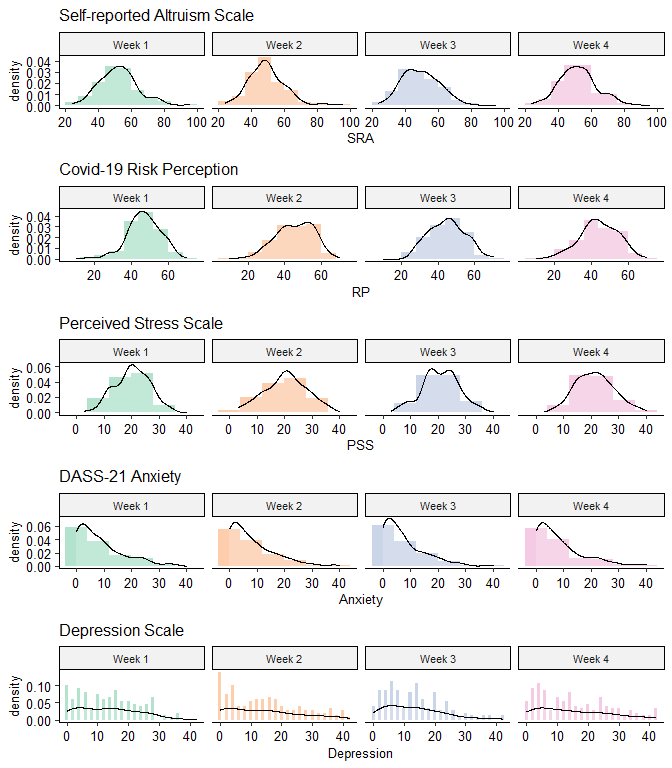 Self-reported Altruism Scale
Week 1 Week 2 Week 3 Week 4
density
0.04
0.03
0.02
0.01
0.00
20 40 60 80 100 20 40 60 80 100 20 40 60 80 100 20 40 60 80 100
SRA
Covid-19 Risk Perception
Week 1 Week 2 Week 3 Week 4
density
0.04
0.03
0.02
0.01
0.00
20 40 60 20 40 60 20 40 60 20 40 60
RP
Perceived Stress Scale
Week 1 Week 2 Week 3 Week 4
density
0.06
0.04
0.02
0.00
0 10 20 30 40 0 10 20 30 40 0 10 20 30 40 0 10 20 30 40
PSS
DASS-21 Anxiety
Week 1 Week 2 Week 3 Week 4
density
0.06
0.04
0.02
0.00
0 10 20 30 40 0 10 20 30 40 0 10 20 30 40 0 10 20 30 40
Anxiety
Depression Scale
Week 1 Week 2 Week 3 Week 4
density
0.10
0.05
0.00
0 10 20 30 40 0 10 20 30 40 0 10 20 30 40 0 10 20 30 40
Depression